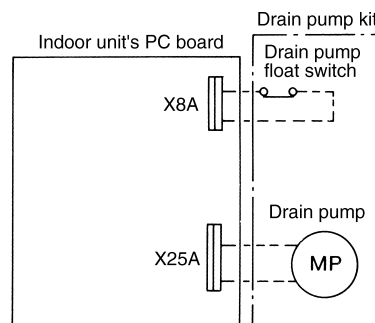 Drain pump kit
Indoor unit's PC board
Drain pump
float switch
X8A
Drain pump
X25A
MP